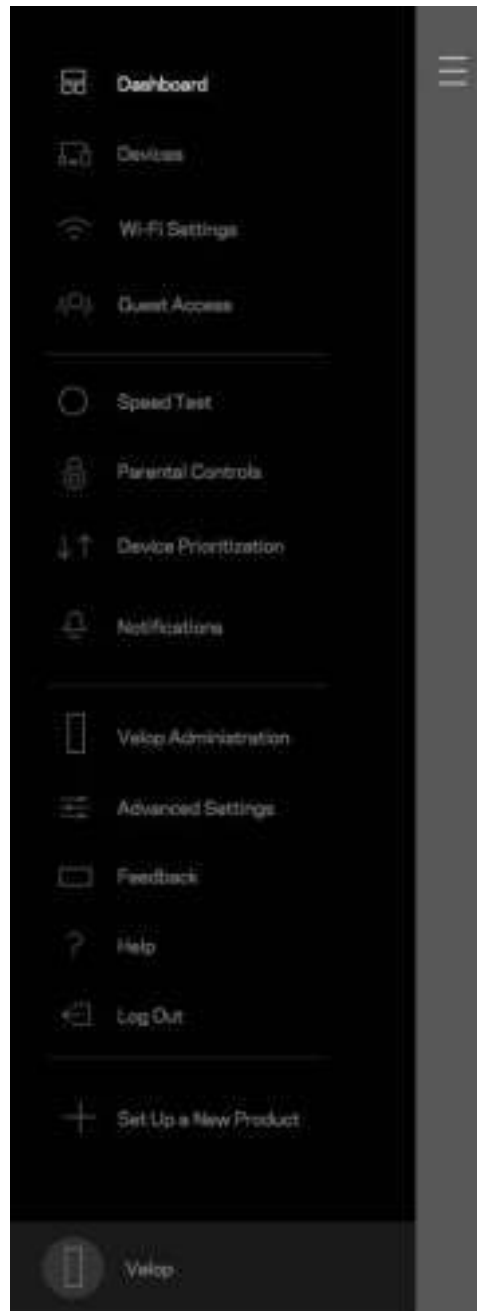 Dashboard
Devices
Wi-Fi Settings
Guest Access
Speed Test
Parental Controls
Device Prioritization
Notifications
Velop Administration
Advanced Settings
Feedback
Help
Log Out
Set Up a New Product
Velop